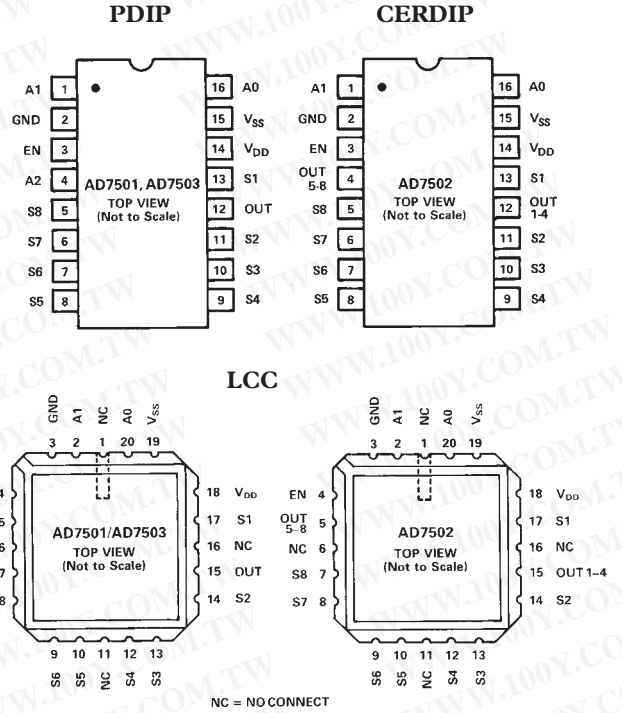 PDIP
CERDIP
A1 1
16 A0
GND 2
15 VSS
EN 3
14 VDD
A2 4
13 S1
S8 5
12 OUT
S7 6
11 S2
S6 7
10 S3
S5 8
9 S4
AD7501, AD7503
TOP VIEW
(Not to Scale)
A1 1
16 A0
GND 2
15 VSS
EN 3
14 VDD
OUT
5-8 4
13 S1
S8 5
12 OUT
1-4
S7 6
11 S2
S6 7
10 S3
S5 8
9 S4
AD7502
TOP VIEW
(Not to Scale)
LCC
GND A1 NC A0 VSS
3 2 1 20 19
4
5
6
7
8
18 VDD
17 S1
16 NC
15 OUT
14 S2
AD7501/AD7503
TOP VIEW
(Not to Scale)
9 10 11 12 13
S6 S5 NC S4 S3
GND A1 NC A0 VSS
3 2 1 20 19
EN 4
OUT
5–8 5
NC 6
S8 7
S7 8
18 VDD
17 S1
16 NC
15 OUT 1–4
14 S2
AD7502
TOP VIEW
(Not to Scale)
9 10 11 12 13
S6 S5 NC S4 S3
NC = NO CONNECT
WWW.100Y.COM.TW